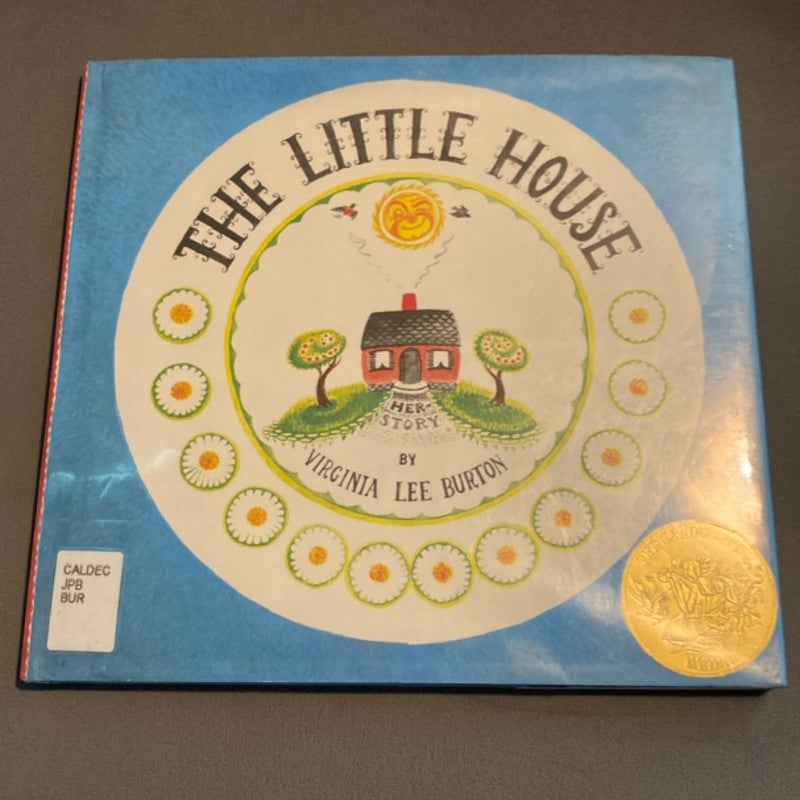 THE LITTLE HOUSE
HER-
STORY
BY
VIRGINIA LEE BURTON
CALDEC
JPB
BUR